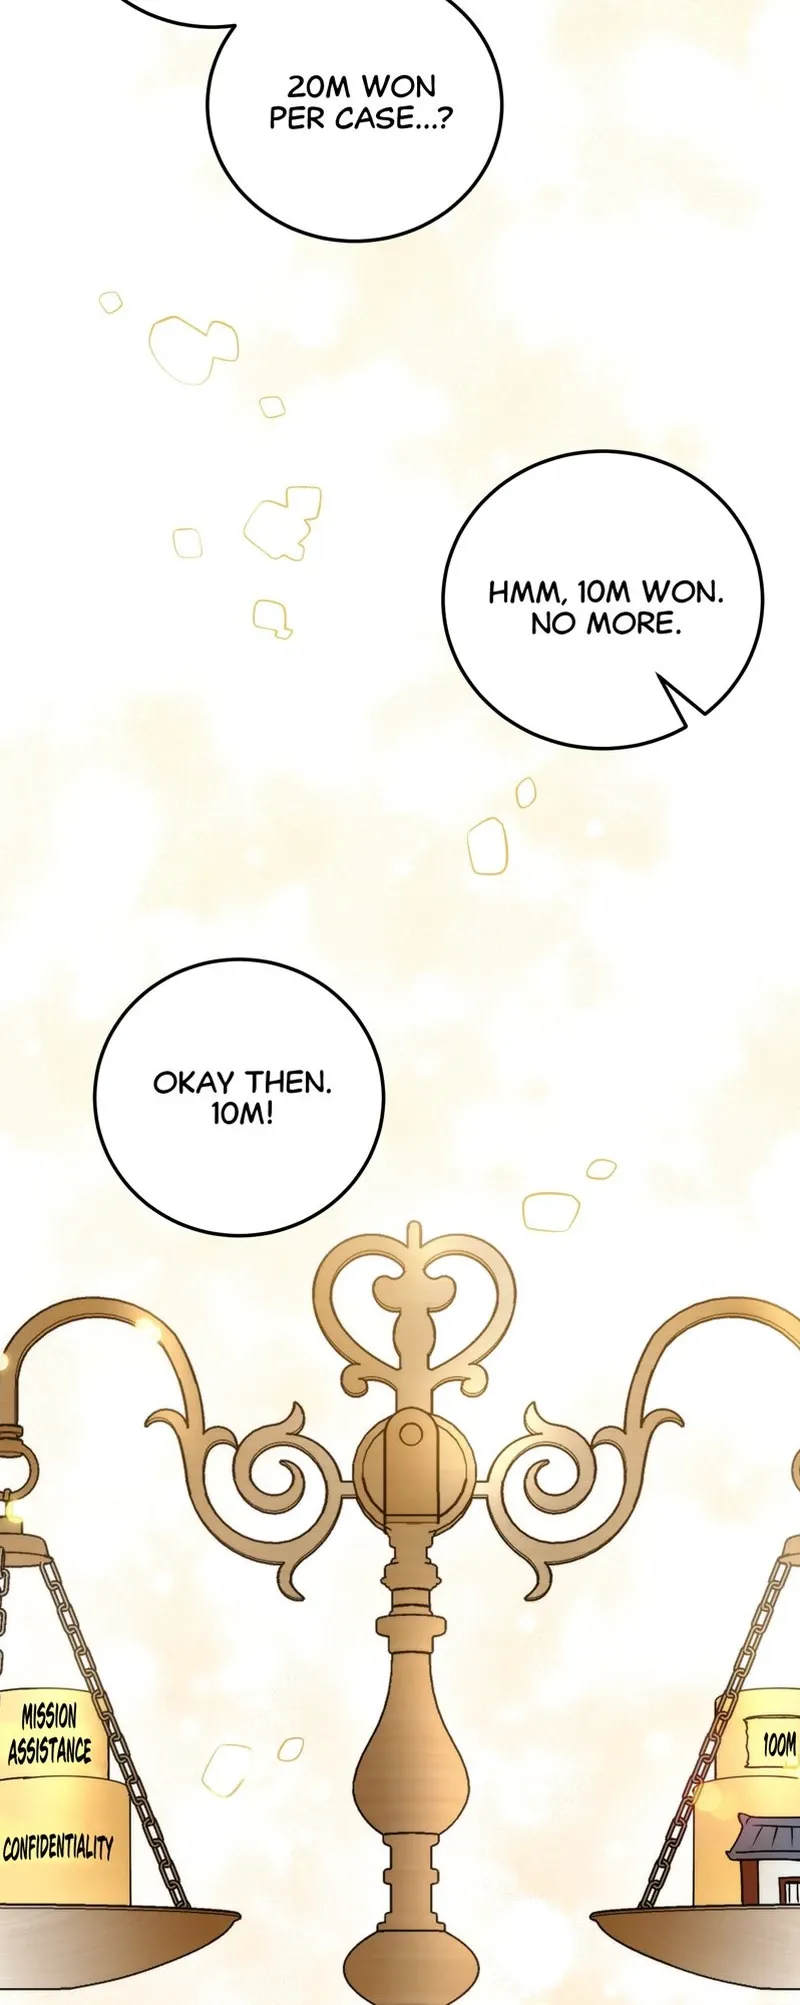 20M WON
PER CASE...?
HMM, 10M WON.
NO MORE.
OKAY THEN.
10M!
MISSION
ASSISTANCE
CONFIDENTIALITY
100M